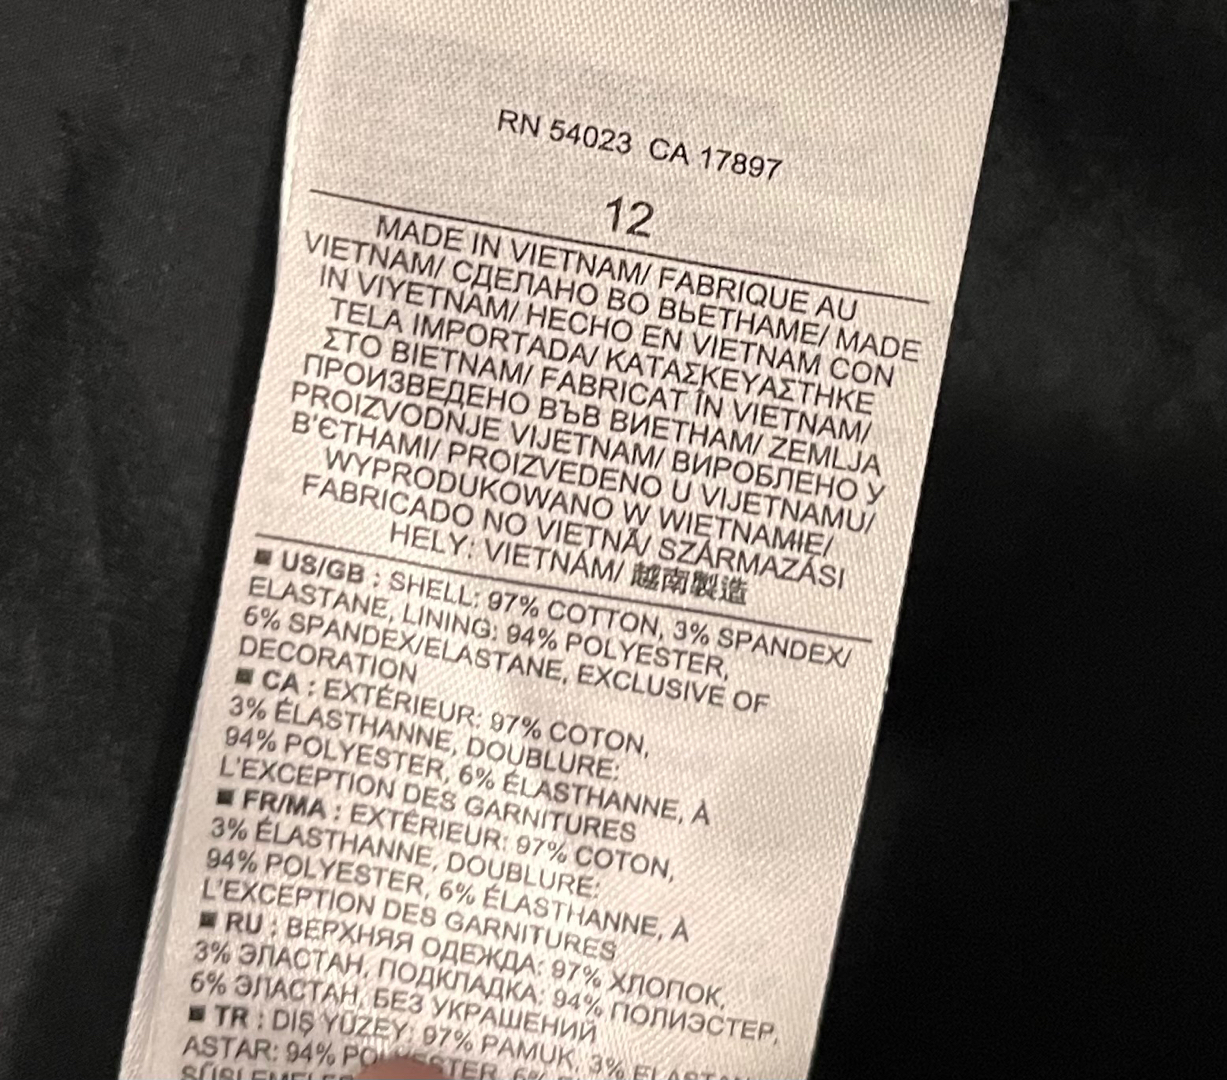 RN 54023 CA 17897
12
MADE IN VIETNAM/ FABRIQUE AU
VIETNAM/ СДЕЛАНО ВО ВЬЕТНАМЕ/ MADE
IN VIYETNAM/ HECHO EN VIETNAM CON
TELA IMPORTADA/ ΚΑΤΑΣΚΕΥΑΣΤΗΚΕ
ΣΤΟ ΒΙΕΤΝΑΜ/ FABRICAT ÎN VIETNAM/
ПРОИЗВЕДЕНО ВЪВ ВИЕТНАМ/ ZEMLJA
PROIZVODNJE VIJETNAM/ ВИРОБЛЕНО У
В'ЄТНАМІ/ PROIZVEDENO U VIJETNAMU/
WYPRODUKOWANO W WIETNAMIE/
FABRICADO NO VIETNÃ/ SZÁRMAZÁSI
HELY: VIETNÁM/ 越南製造
■ US/GB : SHELL: 97% COTTON, 3% SPANDEX/
ELASTANE, LINING: 94% POLYESTER,
6% SPANDEX/ELASTANE, EXCLUSIVE OF
DECORATION
■ CA : EXTÉRIEUR: 97% COTON,
3% ÉLASTHANNE, DOUBLURE:
94% POLYESTER, 6% ÉLASTHANNE, À
L'EXCEPTION DES GARNITURES
■ FR/MA : EXTÉRIEUR: 97% COTON,
3% ÉLASTHANNE, DOUBLURE:
94% POLYESTER, 6% ÉLASTHANNE, À
L'EXCEPTION DES GARNITURES
■ RU : ВЕРХНЯЯ ОДЕЖДА: 97% ХЛОПОК,
3% ЭЛАСТАН, ПОДКЛАДКА: 94% ПОЛИЭСТЕР,
6% ЭЛАСТАН, БЕЗ УКРАШЕНИЙ
■ TR : DIŞ YÜZEY: 97% PAMUK, 3%
ASTAR: 94%